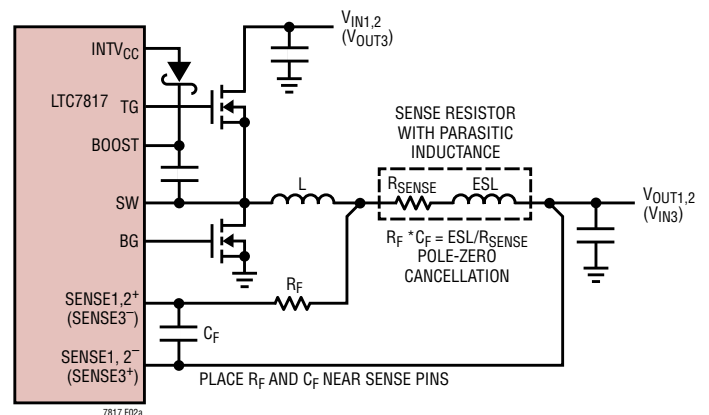 INTVCC
LTC7817
TG
BOOST
SW
BG
SENSE1,2+
(SENSE3–)
SENSE1, 2–
(SENSE3+)
VIN1,2
(VOUT3)
L
SENSE RESISTOR
WITH PARASITIC
INDUCTANCE
RSENSE
ESL
RF *CF = ESL/RSENSE
POLE-ZERO
CANCELLATION
VOUT1,2
(VIN3)
RF
CF
PLACE RF AND CF NEAR SENSE PINS
7817 F02a